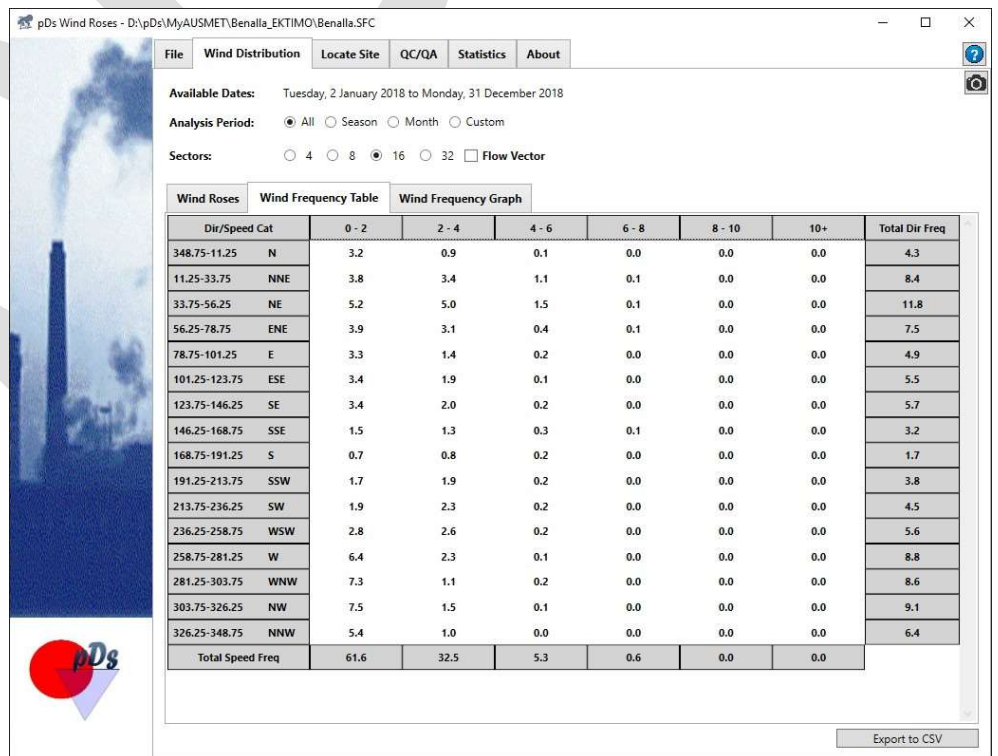 pDs Wind Roses - D:\pDs\MyAUSMET\Benalla_EKTIMO\Benalla.SFC
File Wind Distribution Locate Site QC/QA Statistics About
Available Dates: Tuesday, 2 January 2018 to Monday, 31 December 2018
Analysis Period: All Season Month Custom
Sectors: 4 8 16 32 Flow Vector
Wind Roses Wind Frequency Table Wind Frequency Graph
Dir/Speed Cat 0 - 2 2 - 4 4 - 6 6 - 8 8 - 10 10+ Total Dir Freq
348.75-11.25 N 3.2 0.9 0.1 0.0 0.0 0.0 4.3
11.25-33.75 NNE 3.8 3.4 1.1 0.1 0.0 0.0 8.4
33.75-56.25 NE 5.2 5.0 1.5 0.1 0.0 0.0 11.8
56.25-78.75 ENE 3.9 3.1 0.4 0.1 0.0 0.0 7.5
78.75-101.25 E 3.3 1.4 0.2 0.0 0.0 0.0 4.9
101.25-123.75 ESE 3.4 1.9 0.1 0.0 0.0 0.0 5.5
123.75-146.25 SE 3.4 2.0 0.2 0.0 0.0 0.0 5.7
146.25-168.75 SSE 1.5 1.3 0.3 0.1 0.0 0.0 3.2
168.75-191.25 S 0.7 0.8 0.2 0.0 0.0 0.0 1.7
191.25-213.75 SSW 1.7 1.9 0.2 0.0 0.0 0.0 3.8
213.75-236.25 SW 1.9 2.3 0.2 0.0 0.0 0.0 4.5
236.25-258.75 WSW 2.8 2.6 0.2 0.0 0.0 0.0 5.6
258.75-281.25 W 6.4 2.3 0.1 0.0 0.0 0.0 8.8
281.25-303.75 WNW 7.3 1.1 0.2 0.0 0.0 0.0 8.6
303.75-326.25 NW 7.5 1.5 0.1 0.0 0.0 0.0 9.1
326.25-348.75 NNW 5.4 1.0 0.0 0.0 0.0 0.0 6.4
Total Speed Freq 61.6 32.5 5.3 0.6 0.0 0.0
pDs
Export to CSV